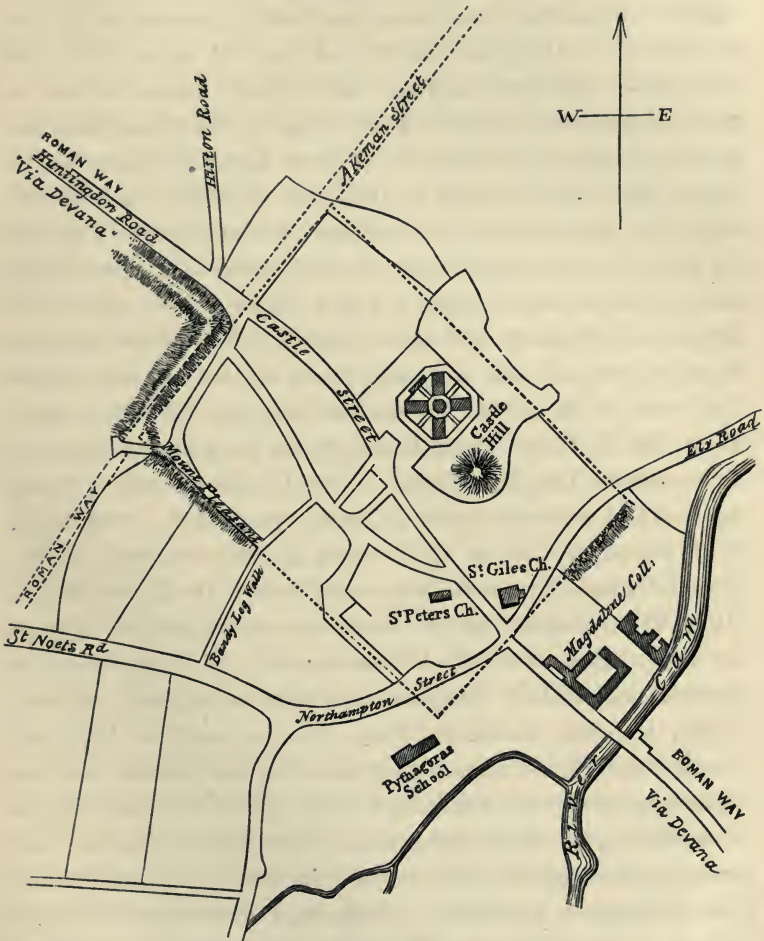 Akeman Street
Histon Road
ROMAN WAY
Huntingdon Road
"Via Devana"
W E
Castle Street
Castle
Hill
Ely Road
Mount Pleasant
ROMAN WAY
Bandy Leg Walk
St Giles Ch.
St Peters Ch.
Magdalene Coll.
St Noets Rd
Northampton Street
Pythagoras
School
River Cam
ROMAN WAY
Via Devana